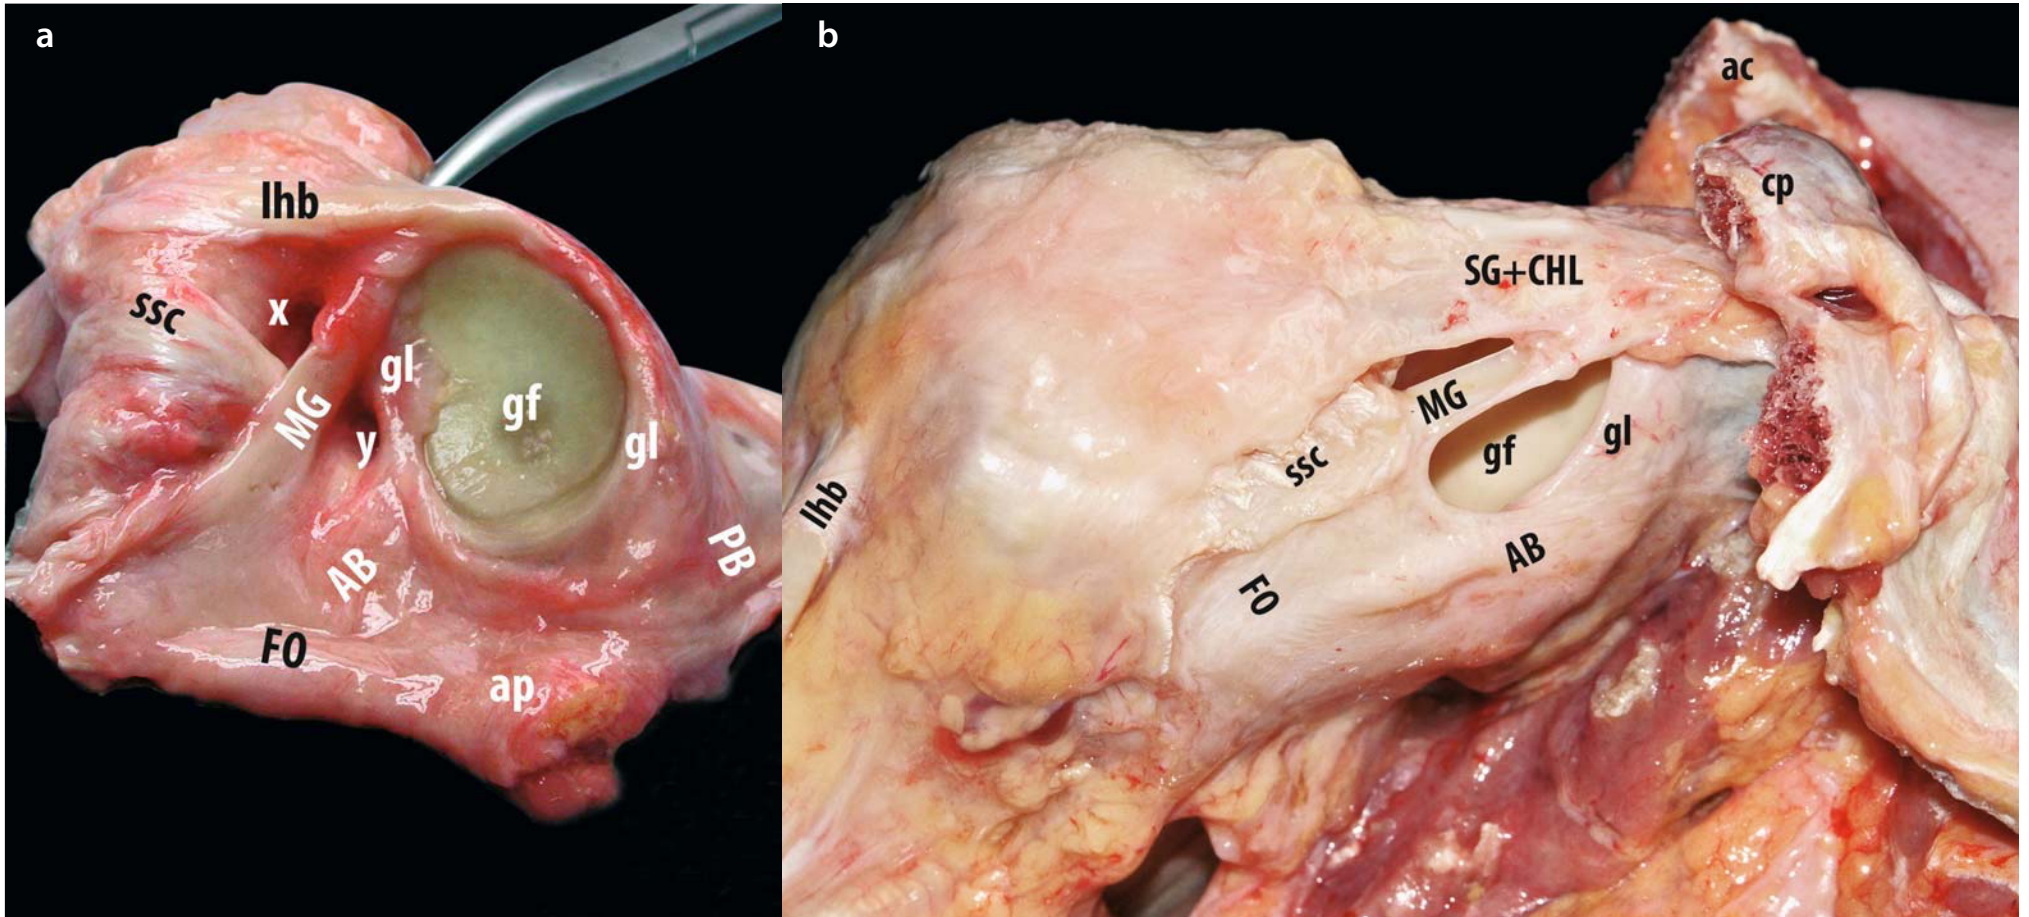 a
lhb
ssc
x
MG
gl
y
gf
gl
AB
PB
FO
ap
b
ac
cp
SG+CHL
MG
gf
gl
ssc
lhb
FO
AB